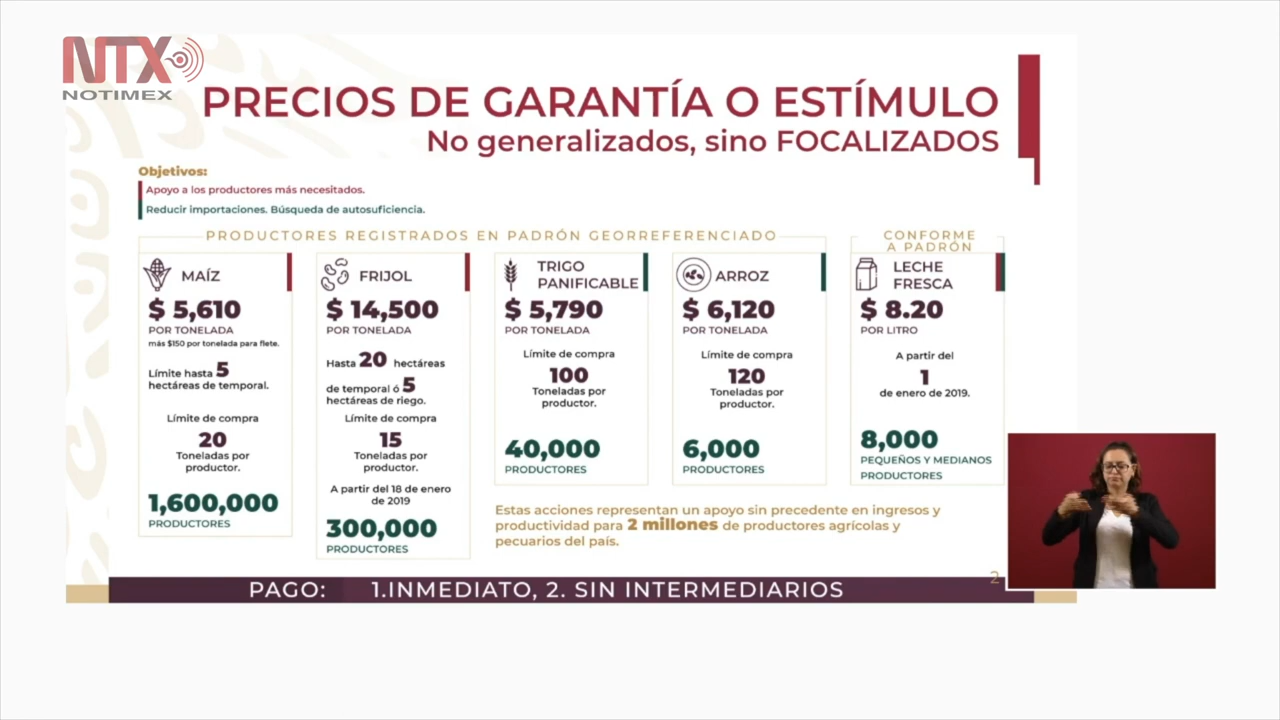 NTX
NOTIMEX
PRECIOS DE GARANTÍA O ESTÍMULO
No generalizados, sino FOCALIZADOS
Objetivos:
Apoyo a los productores más necesitados.
Reducir importaciones. Búsqueda de autosuficiencia.
PRODUCTORES REGISTRADOS EN PADRÓN GEORREFERENCIADO
MAÍZ
$ 5,610
POR TONELADA
más $150 por tonelada para flete.
Límite hasta 5
hectáreas de temporal.
Límite de compra
20
Toneladas por
productor.
1,600,000
PRODUCTORES
FRIJOL
$ 14,500
POR TONELADA
Hasta 20 hectáreas
de temporal ó 5
hectáreas de riego.
Límite de compra
15
Toneladas por
productor.
A partir del 18 de enero
de 2019
300,000
PRODUCTORES
TRIGO
PANIFICABLE
$ 5,790
POR TONELADA
Límite de compra
100
Toneladas por
productor.
40,000
PRODUCTORES
ARROZ
$ 6,120
POR TONELADA
Límite de compra
120
Toneladas por
productor.
6,000
PRODUCTORES
CONFORME
A PADRÓN
LECHE
FRESCA
$ 8.20
POR LITRO
A partir del
1
de enero de 2019.
8,000
PEQUEÑOS Y MEDIANOS
PRODUCTORES
Estas acciones representan un apoyo sin precedente en ingresos y
productividad para 2 millones de productores agrícolas y
pecuarios del país.
2
PAGO: 1.INMEDIATO, 2. SIN INTERMEDIARIOS